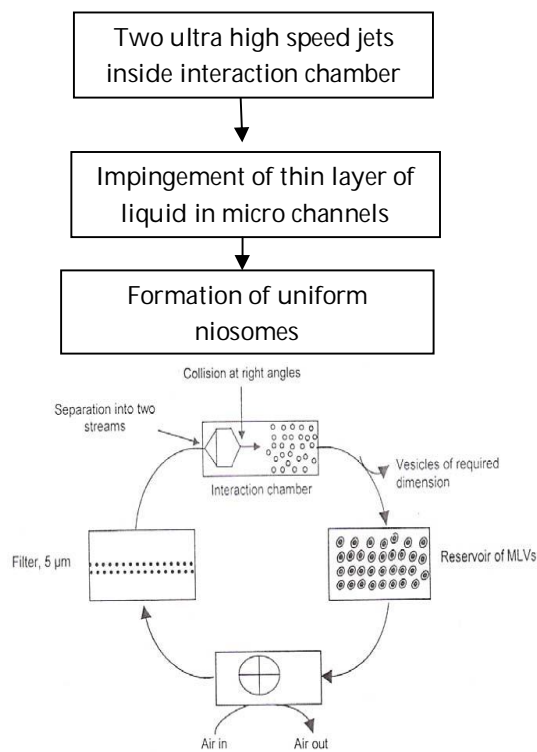 Two ultra high speed jets
inside interaction chamber
Impingement of thin layer of
liquid in micro channels
Formation of uniform
niosomes
Collision at right angles
Separation into two
streams
Interaction chamber
Vesicles of required
dimension
Filter, 5 μm
Reservoir of MLVs
Air in
Air out